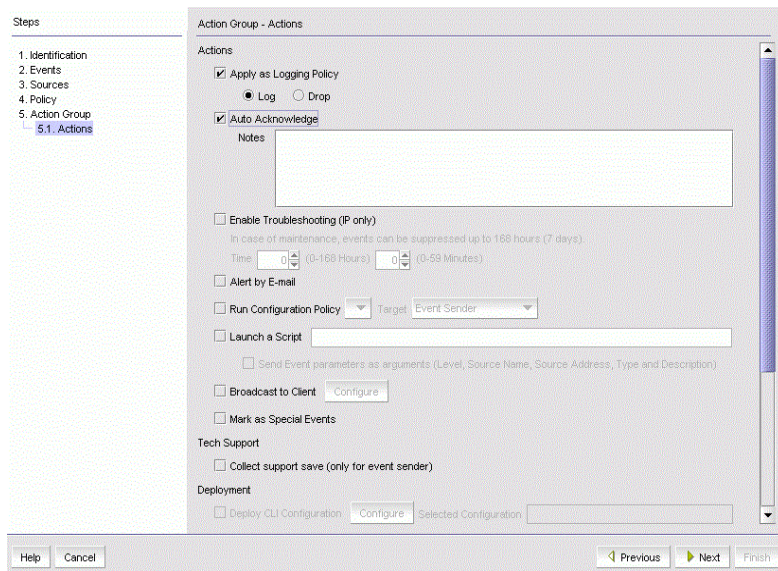 Steps
1. Identification
2. Events
3. Sources
4. Policy
5. Action Group
5.1. Actions
Action Group - Actions
Actions
Apply as Logging Policy
Log Drop
Auto Acknowledge
Notes
Enable Troubleshooting (IP only)
In case of maintenance, events can be suppressed up to 168 hours (7 days).
Time 0 (0-168 Hours) 0 (0-59 Minutes)
Alert by E-mail
Run Configuration Policy Target Event Sender
Launch a Script
Send Event parameters as arguments (Level, Source Name, Source Address, Type and Description)
Broadcast to Client Configure
Mark as Special Events
Tech Support
Collect support save (only for event sender)
Deployment
Deploy CLI Configuration Configure Selected Configuration
Help Cancel Previous Next Finish